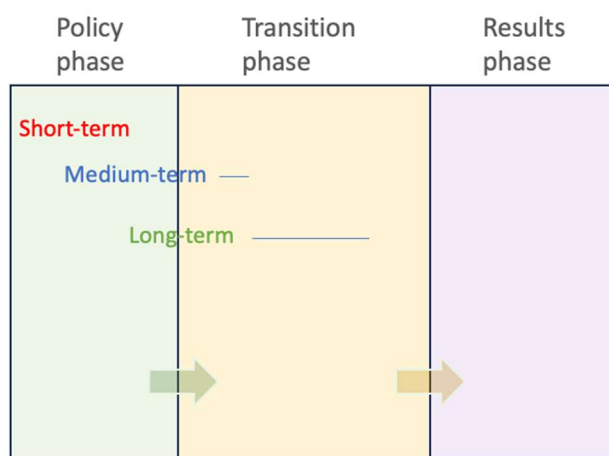 Policy phase
Transition phase
Results phase
Short-term
Medium-term
Long-term